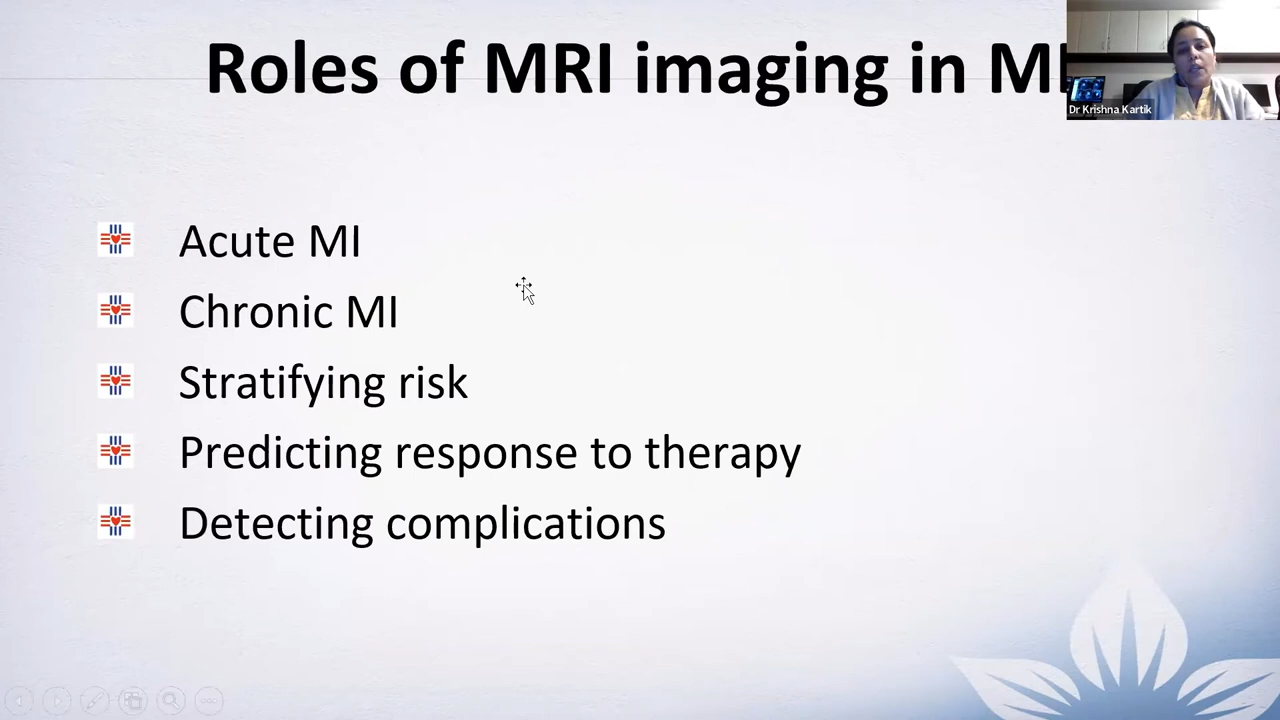 Roles of MRI imaging in MI
Dr Krishna Kartik
Acute MI
Chronic MI
Stratifying risk
Predicting response to therapy
Detecting complications